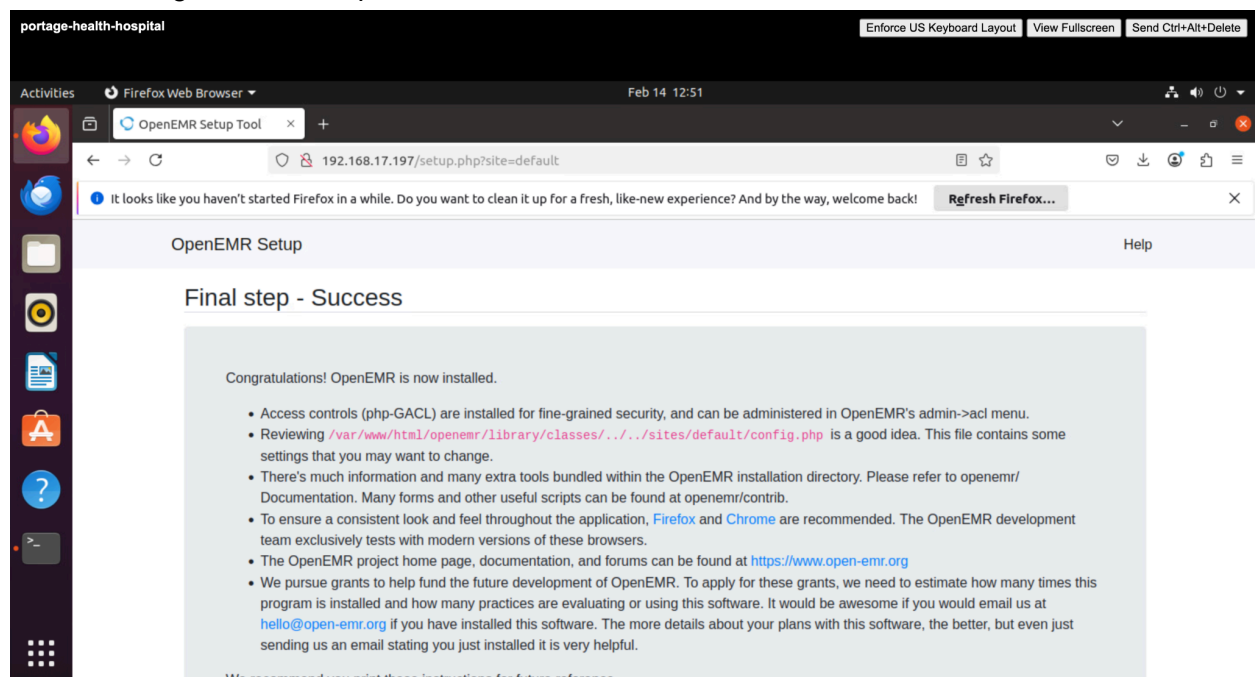 portage-health-hospital
Enforce US Keyboard Layout
View Fullscreen
Send Ctrl+Alt+Delete
Activities
Firefox Web Browser
Feb 14 12:51
OpenEMR Setup Tool
192.168.17.197/setup.php?site=default
It looks like you haven't started Firefox in a while. Do you want to clean it up for a fresh, like-new experience? And by the way, welcome back!
Refresh Firefox...
OpenEMR Setup
Help
Final step - Success
Congratulations! OpenEMR is now installed.
• Access controls (php-GACL) are installed for fine-grained security, and can be administered in OpenEMR's admin->acl menu.
• Reviewing /var/www/html/openemr/library/classes/../../sites/default/config.php is a good idea. This file contains some
settings that you may want to change.
• There's much information and many extra tools bundled within the OpenEMR installation directory. Please refer to openemr/
Documentation. Many forms and other useful scripts can be found at openemr/contrib.
• To ensure a consistent look and feel throughout the application, Firefox and Chrome are recommended. The OpenEMR development
team exclusively tests with modern versions of these browsers.
• The OpenEMR project home page, documentation, and forums can be found at https://www.open-emr.org
• We pursue grants to help fund the future development of OpenEMR. To apply for these grants, we need to estimate how many times this
program is installed and how many practices are evaluating or using this software. It would be awesome if you would email us at
hello@open-emr.org if you have installed this software. The more details about your plans with this software, the better, but even just
sending us an email stating you just installed it is very helpful.
We recommend you print these instructions for future reference.